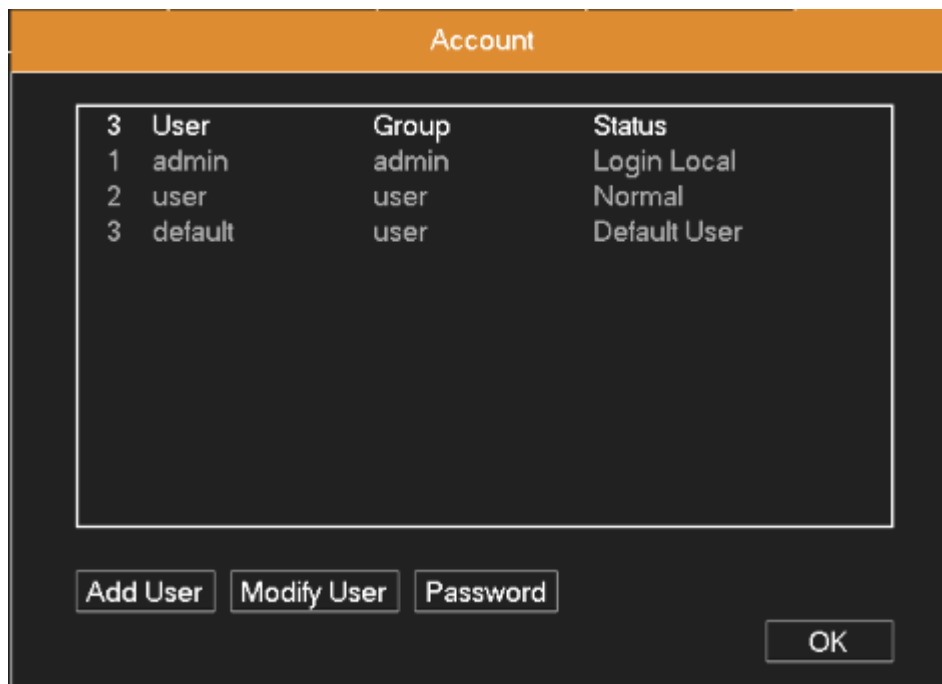 Account
3 User Group Status
1 admin admin Login Local
2 user user Normal
3 default user Default User
Add User Modify User Password
OK